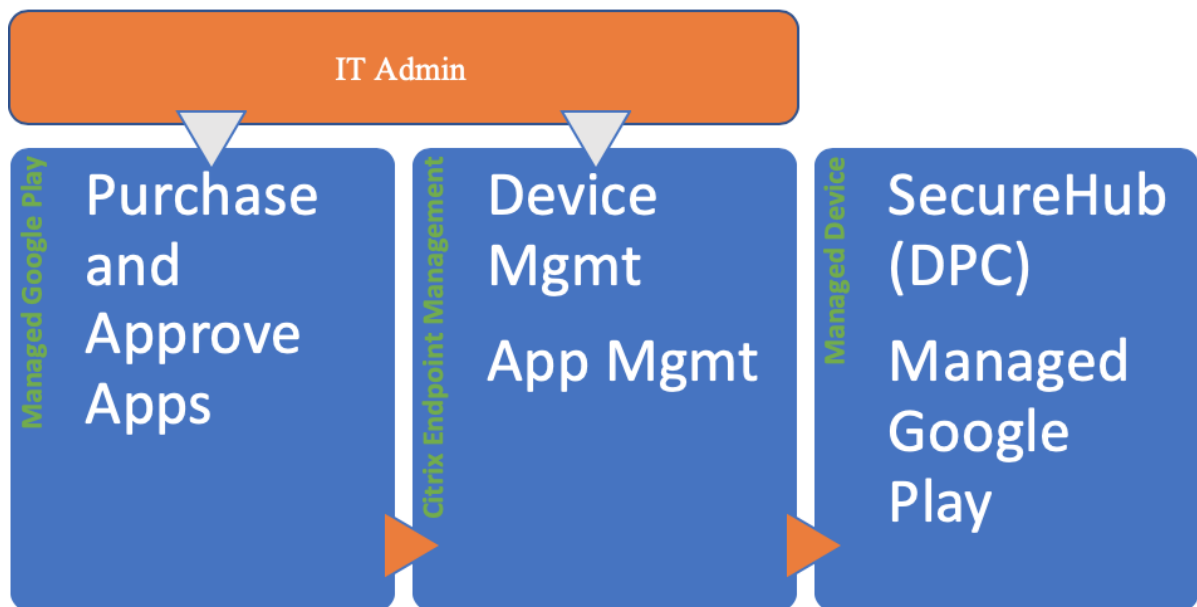 IT Admin
Managed Google Play
Purchase
and
Approve
Apps
Citrix Endpoint Management
Device
Mgmt
App Mgmt
Managed Device
SecureHub
(DPC)
Managed
Google
Play